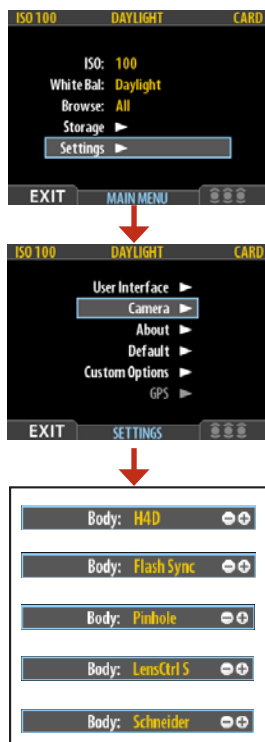 ISO 100 DAYLIGHT CARD
ISO: 100
White Bal: Daylight
Browse: All
Storage
Settings
EXIT MAIN MENU
ISO 100 DAYLIGHT CARD
User Interface
Camera
About
Default
Custom Options
GPS
EXIT SETTINGS
Body: H4D
Body: Flash Sync
Body: Pinhole
Body: LensCtrl S
Body: Schneider